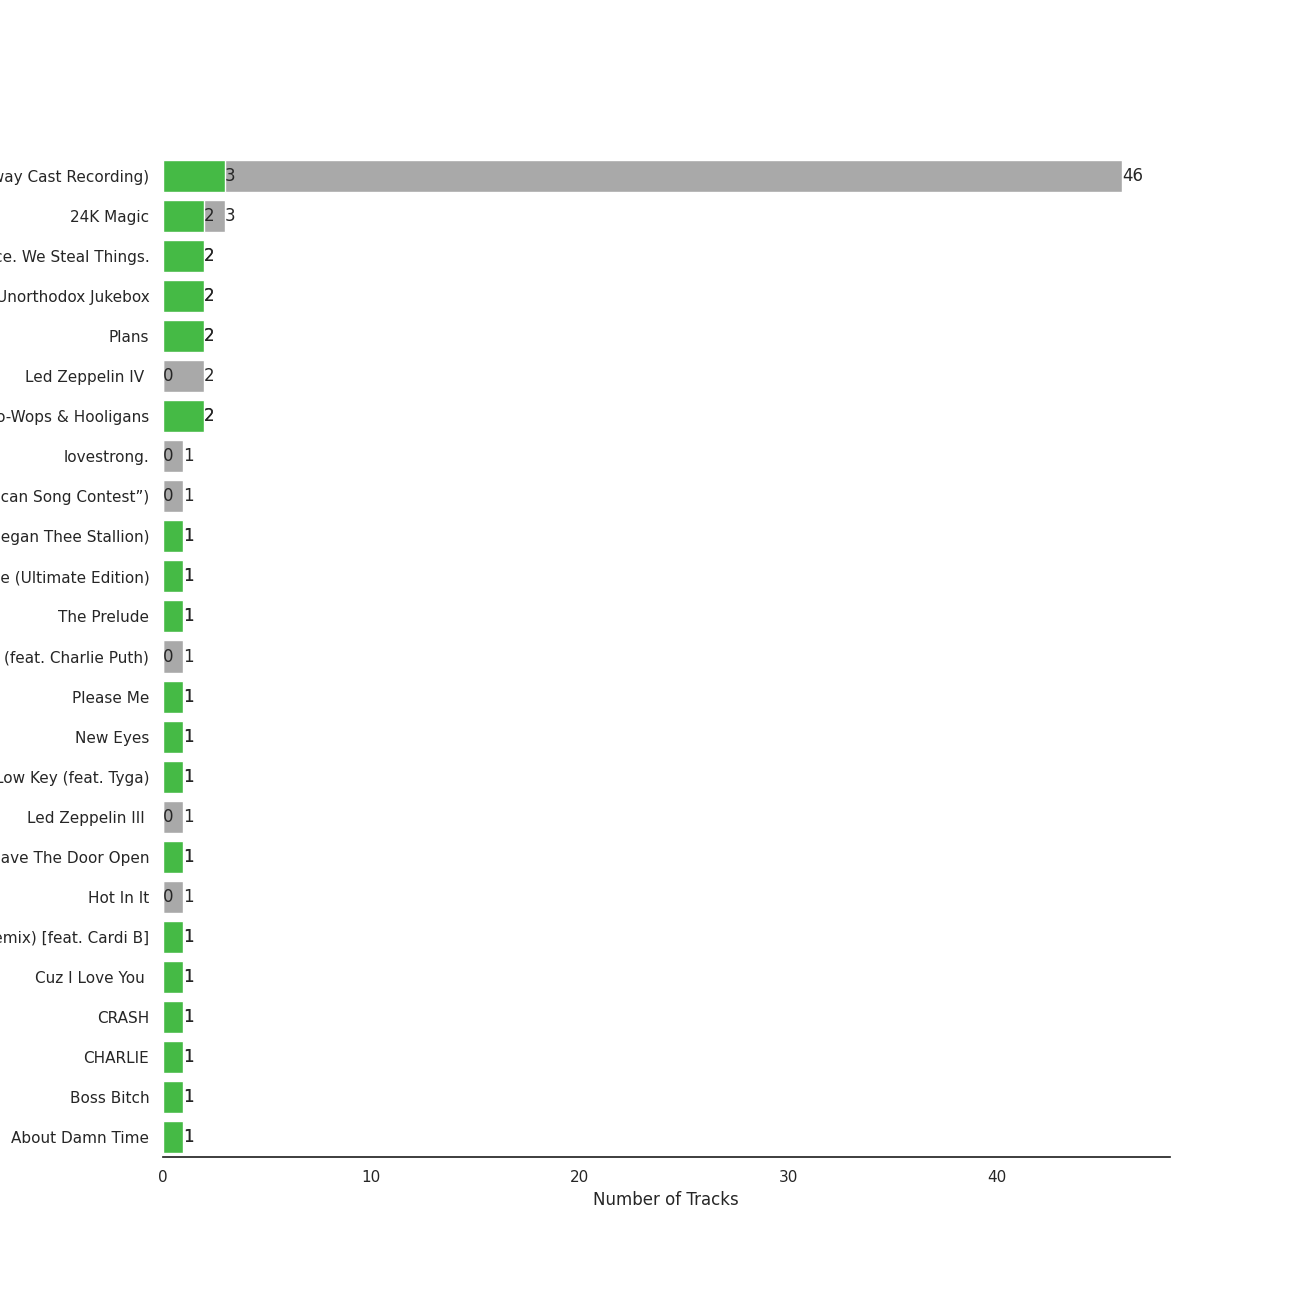 way Cast Recording) 3 46
24K Magic 2 3
ce. We Steal Things. 2
Unorthodox Jukebox 2
Plans 2
Led Zeppelin IV 0 2
o-Wops & Hooligans 2
lovestrong. 0 1
can Song Contest”) 0 1
egan Thee Stallion) 1
e (Ultimate Edition) 1
The Prelude 1
(feat. Charlie Puth) 0 1
Please Me 1
New Eyes 1
Low Key (feat. Tyga) 1
Led Zeppelin III 0 1
ave The Door Open 1
Hot In It 0 1
emix) [feat. Cardi B] 1
Cuz I Love You 1
CRASH 1
CHARLIE 1
Boss Bitch 1
About Damn Time 1
0 10 20 30 40
Number of Tracks